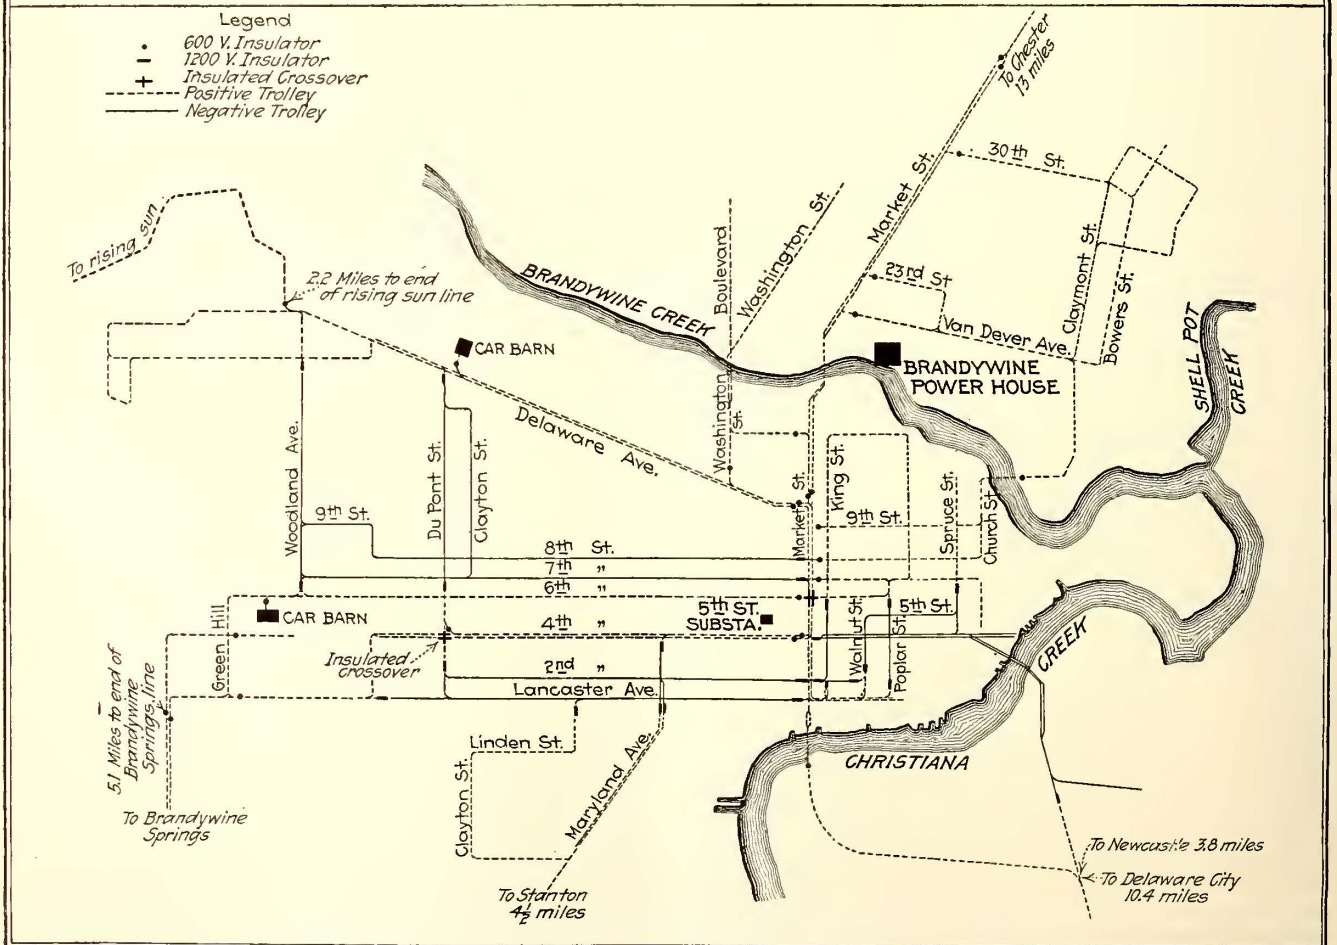 Legend
600 V. Insulator
1200 V. Insulator
Insulated Crossover
Positive Trolley
Negative Trolley
To Chester
13 miles
30th St.
Market St.
To rising sun
2.2 Miles to end
of rising sun line
BRANDYWINE CREEK
Boulevard
Washington St.
23rd St
Claymont St.
Bowers St.
Van Dever Ave.
SHELL POT
CREEK
CAR BARN
BRANDYWINE
POWER HOUSE
Delaware Ave.
Washington
St.
Woodland Ave.
Du Pont St.
Clayton St.
Market St.
King St.
9th St.
9th St.
Spruce St.
Church St.
8th St.
7th "
6th "
Green Hill
CAR BARN
5th ST.
SUBSTA.
Walnut St.
5th St.
Poplar St.
4th "
Insulated
crossover
2nd "
Lancaster Ave.
CREEK
CHRISTIANA
5.1 Miles to end of
Brandywine
Springs line
To Brandywine
Springs
Linden St.
Clayton St.
Maryland Ave.
To Stanton
4½ miles
To Newcastle 3.8 miles
To Delaware City
10.4 miles